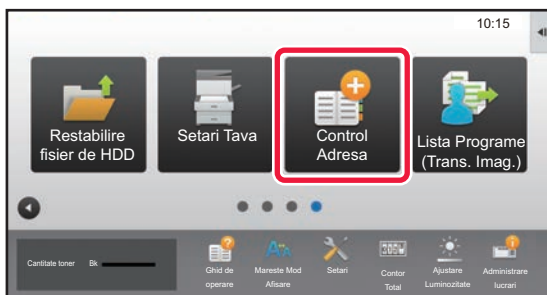 10:15
Restabilire
fisier de HDD
Setari Tava
Control
Adresa
Lista Programe
(Trans. Imag.)
Cantitate toner Bk
Ghid de
operare
Mareste Mod
Afisare
Setari
Contor
Total
Ajustare
Luminozitate
Administrare
lucrari